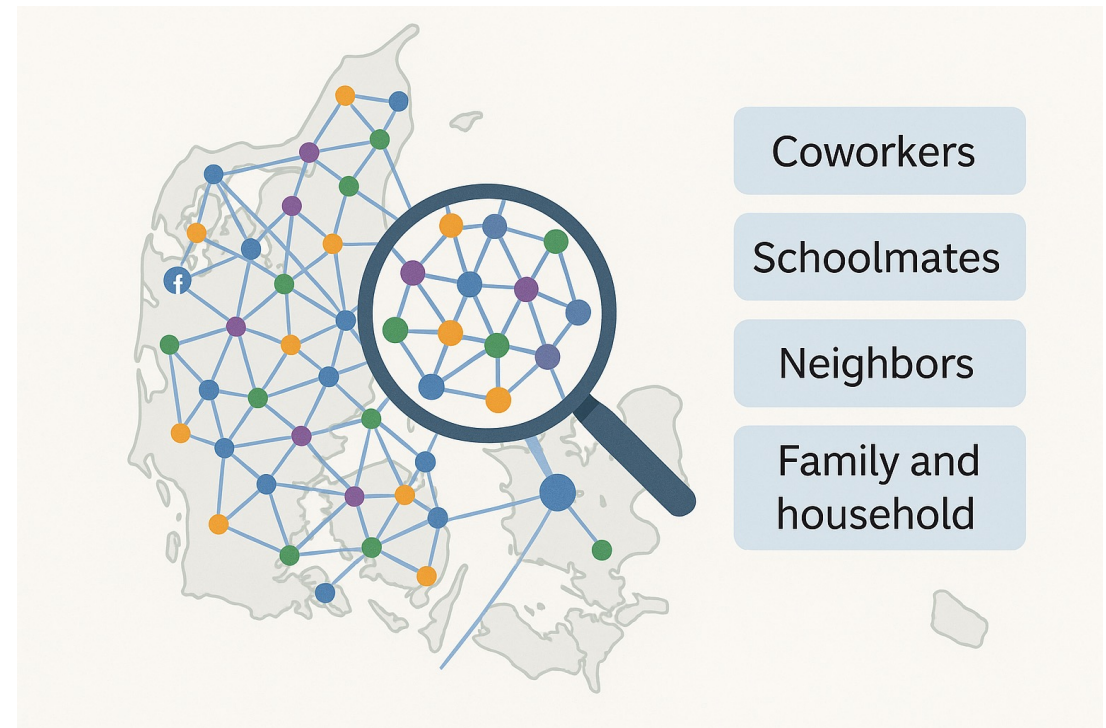 f
Coworkers
Schoolmates
Neighbors
Family and
household